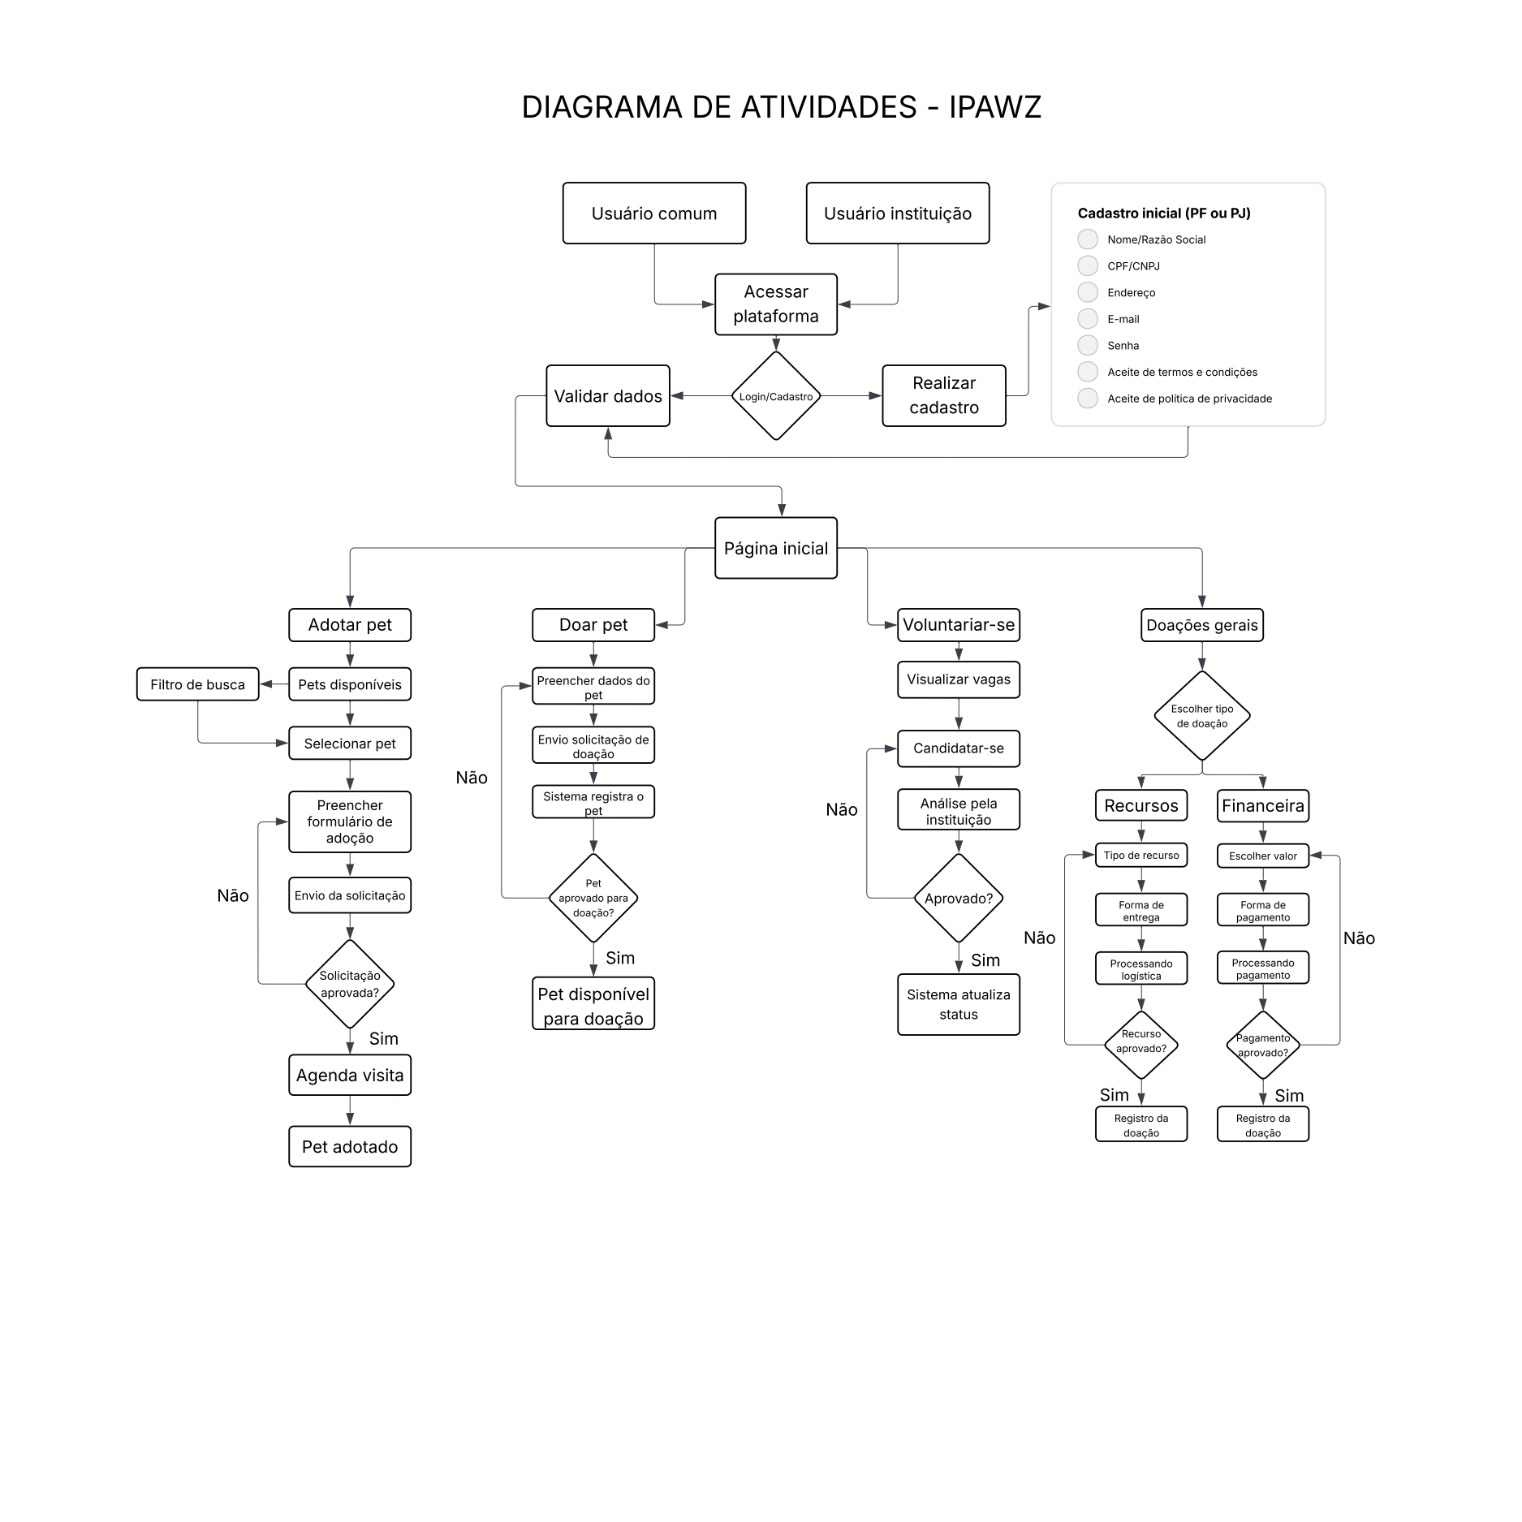 DIAGRAMA DE ATIVIDADES - IPAWZ
Usuário comum
Usuário instituição
Cadastro inicial (PF ou PJ)
Nome/Razão Social
CPF/CNPJ
Endereço
E-mail
Senha
Aceite de termos e condições
Aceite de política de privacidade
Acessar
plataforma
Validar dados
Login/Cadastro
Realizar
cadastro
Página inicial
Adotar pet
Filtro de busca
Pets disponíveis
Selecionar pet
Preencher
formulário de
adoção
Não
Envio da solicitação
Solicitação
aprovada?
Sim
Agenda visita
Pet adotado
Doar pet
Preencher dados do
pet
Envio solicitação de
doação
Não
Sistema registra o
pet
Pet
aprovado para
doação?
Sim
Pet disponível
para doação
Voluntariar-se
Visualizar vagas
Candidatar-se
Não
Análise pela
instituição
Aprovado?
Sim
Sistema atualiza
status
Doações gerais
Escolher tipo
de doação
Recursos
Tipo de recurso
Forma de
entrega
Não
Processando
logística
Recurso
aprovado?
Sim
Registro da
doação
Financeira
Escolher valor
Forma de
pagamento
Não
Processando
pagamento
Pagamento
aprovado?
Sim
Registro da
doação